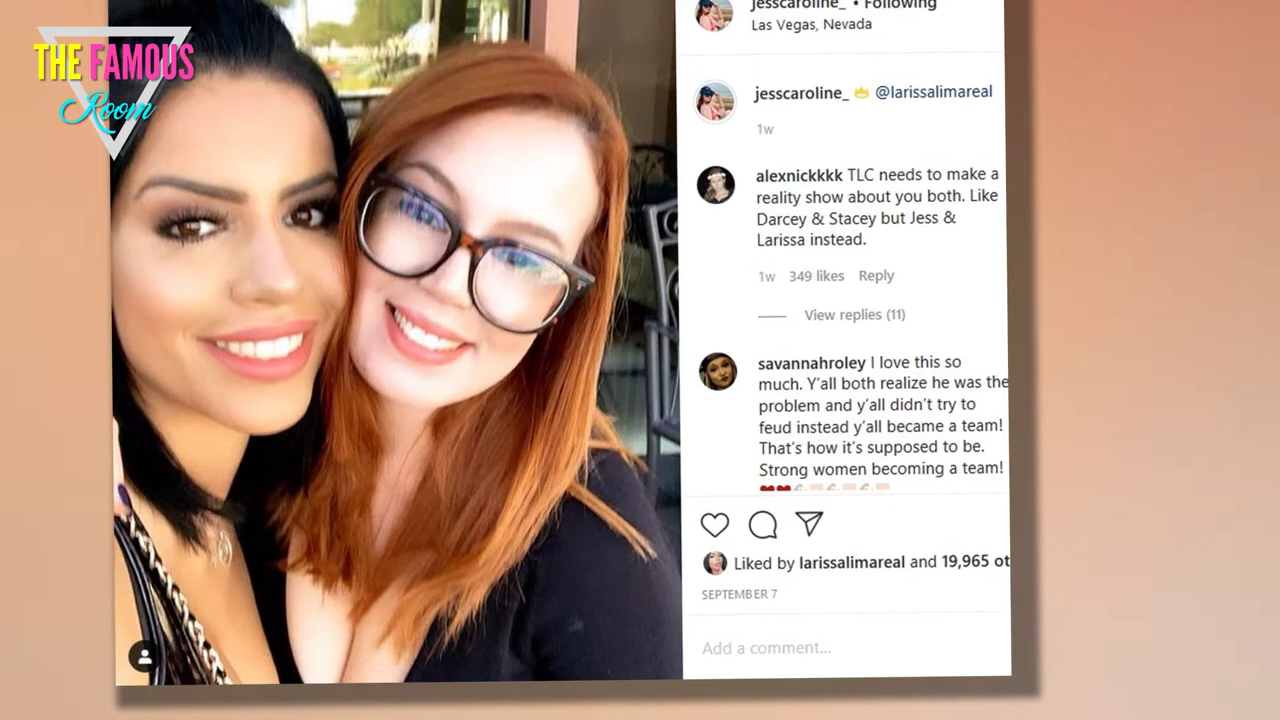 THE FAMOUS
Room
jesscaroline_ • Following
Las Vegas, Nevada
jesscaroline_ 👑 @larissalimareal
1w
alexnickkkk TLC needs to make a
reality show about you both. Like
Darcey & Stacey but Jess &
Larissa instead.
1w 349 likes Reply
View replies (11)
savannahroley I love this so
much. Y'all both realize he was the
problem and y'all didn't try to
feud instead y'all became a team!
That's how it's supposed to be.
Strong women becoming a team!
Liked by larissalimareal and 19,965 ot
SEPTEMBER 7
Add a comment...